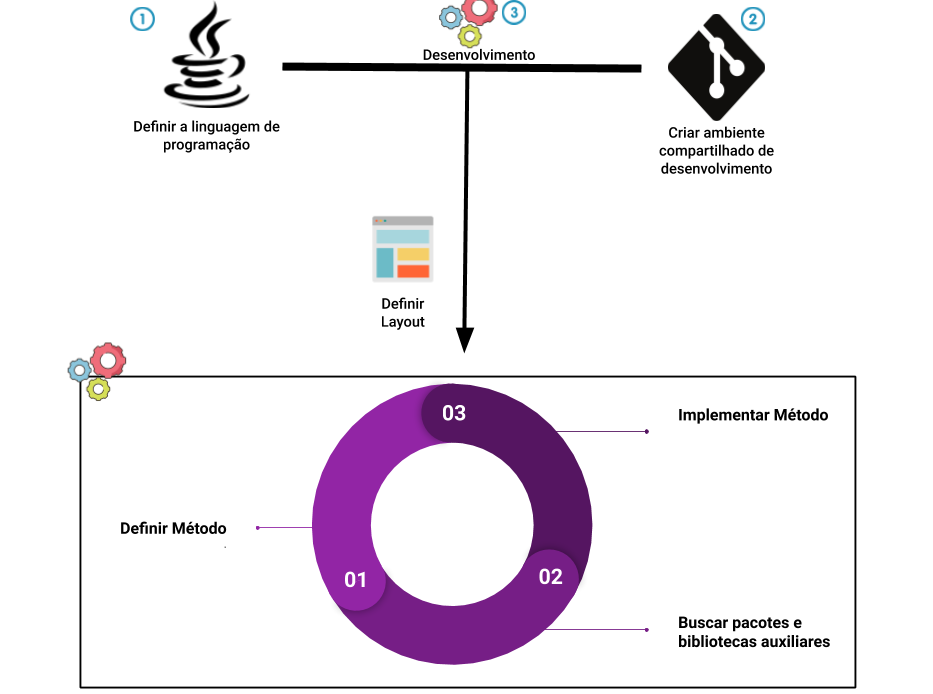 1
3
2
Desenvolvimento
Definir a linguagem de
programação
Criar ambiente
compartilhado de
desenvolvimento
Definir
Layout
03
Implementar Método
Definir Método
.
01
02
Buscar pacotes e
bibliotecas auxiliares